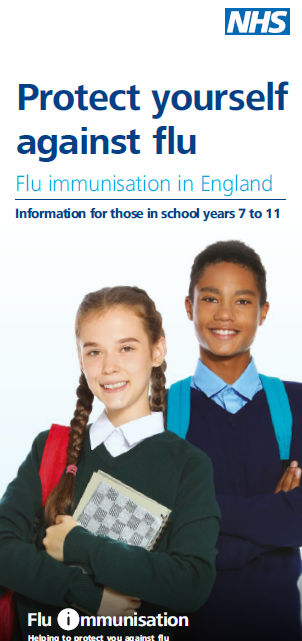 NHS
Protect yourself
against flu
Flu immunisation in England
Information for those in school years 7 to 11
Flu immunisation
Helping to protect you against flu